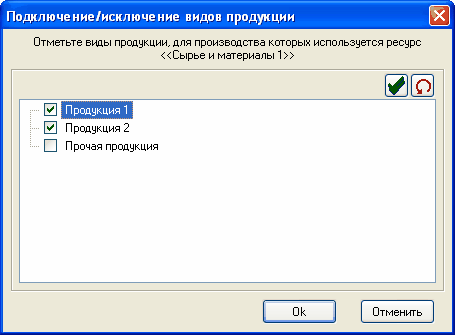 Подключение/исключение видов продукции
Отметьте виды продукции, для производства которых используется ресурс
<<Сырье и материалы 1>>
Продукция 1
Продукция 2
Прочая продукция
Ok
Отменить